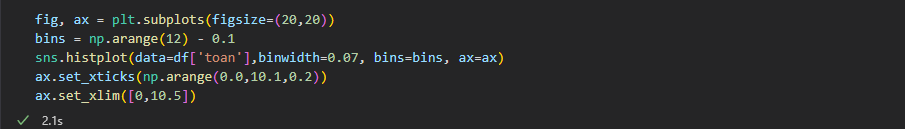 fig, ax = plt.subplots(figsize=(20,20))
bins = np.arange(12) - 0.1
sns.histplot(data=df['toan'],binwidth=0.07, bins=bins, ax=ax)
ax.set_xticks(np.arange(0.0,10.1,0.2))
ax.set_xlim([0,10.5])
✓ 2.1s